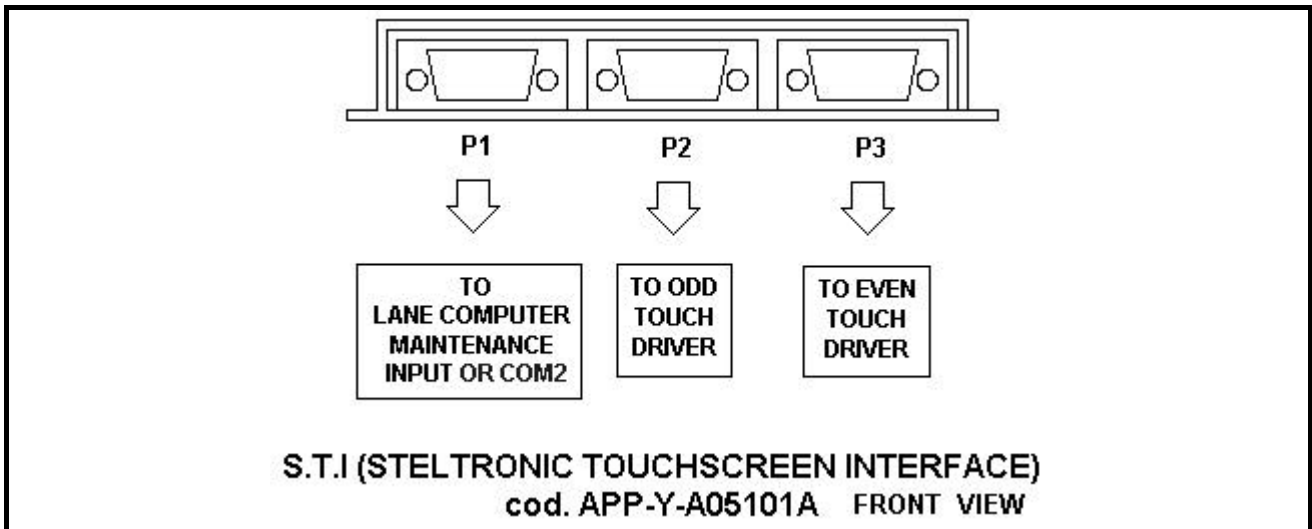 P1 P2 P3
TO
LANE COMPUTER
MAINTENANCE
INPUT OR COM2
TO ODD
TOUCH
DRIVER
TO EVEN
TOUCH
DRIVER
S.T.I (STELTRONIC TOUCHSCREEN INTERFACE)
cod. APP-Y-A05101A FRONT VIEW